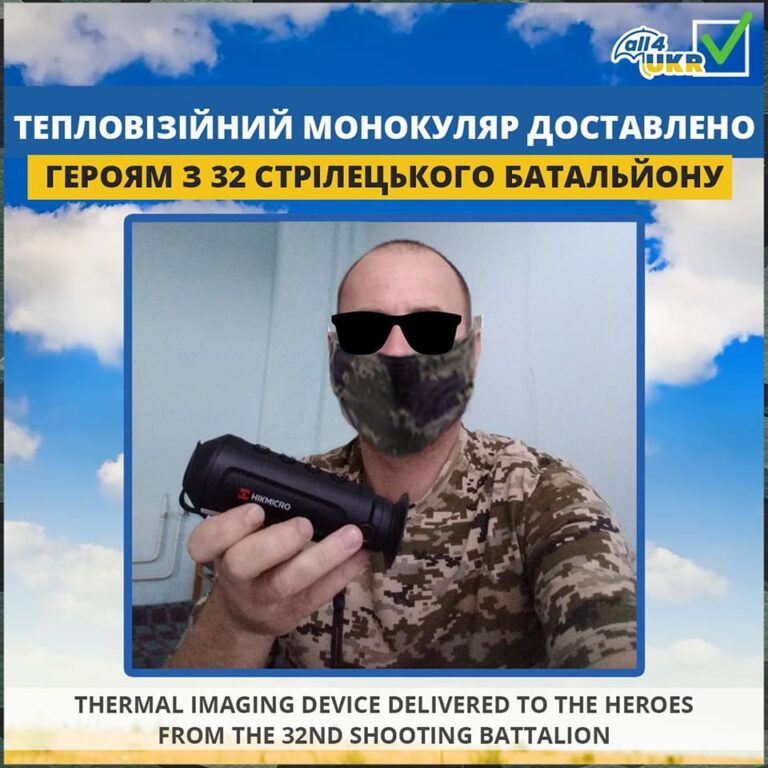 all4
UKR
ТЕПЛОВІЗІЙНИЙ МОНОКУЛЯР ДОСТАВЛЕНО
ГЕРОЯМ З 32 СТРІЛЕЦЬКОГО БАТАЛЬЙОНУ
HIKMICRO
THERMAL IMAGING DEVICE DELIVERED TO THE HEROES
FROM THE 32ND SHOOTING BATTALION